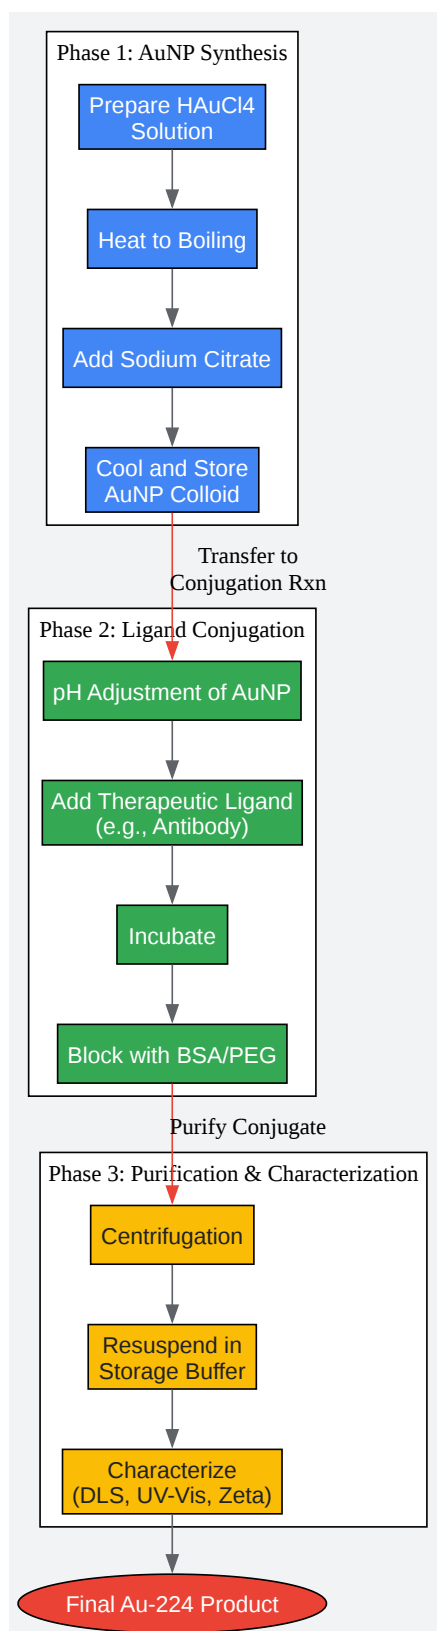 Phase 1: AuNP Synthesis
Prepare HAuCl4
Solution
Heat to Boiling
Add Sodium Citrate
Cool and Store
AuNP Colloid
Transfer to
Conjugation Rxn
Phase 2: Ligand Conjugation
pH Adjustment of AuNP
Add Therapeutic Ligand
(e.g., Antibody)
Incubate
Block with BSA/PEG
Purify Conjugate
Phase 3: Purification & Characterization
Centrifugation
Resuspend in
Storage Buffer
Characterize
(DLS, UV-Vis, Zeta)
Final Au-224 Product